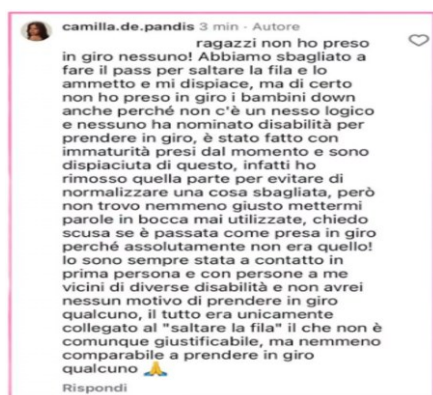 camilla.de.pandis 3 min · Autore
ragazzi non ho preso
in giro nessuno! Abbiamo sbagliato a
fare il pass per saltare la fila e lo
ammetto e mi dispiace, ma di certo
non ho preso in giro i bambini down
anche perché non c'è un nesso logico
e nessuno ha nominato disabilità per
prendere in giro, è stato fatto con
immaturità presi dal momento e sono
dispiaciuta di questo, infatti ho
rimosso quella parte per evitare di
normalizzare una cosa sbagliata, però
non trovo nemmeno giusto mettermi
parole in bocca mai utilizzate, chiedo
scusa se è passata come presa in giro
perché assolutamente non era quello!
Io sono sempre stata a contatto in
prima persona e con persone a me
vicini di diverse disabilità e non avrei
nessun motivo di prendere in giro
qualcuno, il tutto era unicamente
collegato al "saltare la fila" il che non è
comunque giustificabile, ma nemmeno
comparabile a prendere in giro
qualcuno 🙏
Rispondi